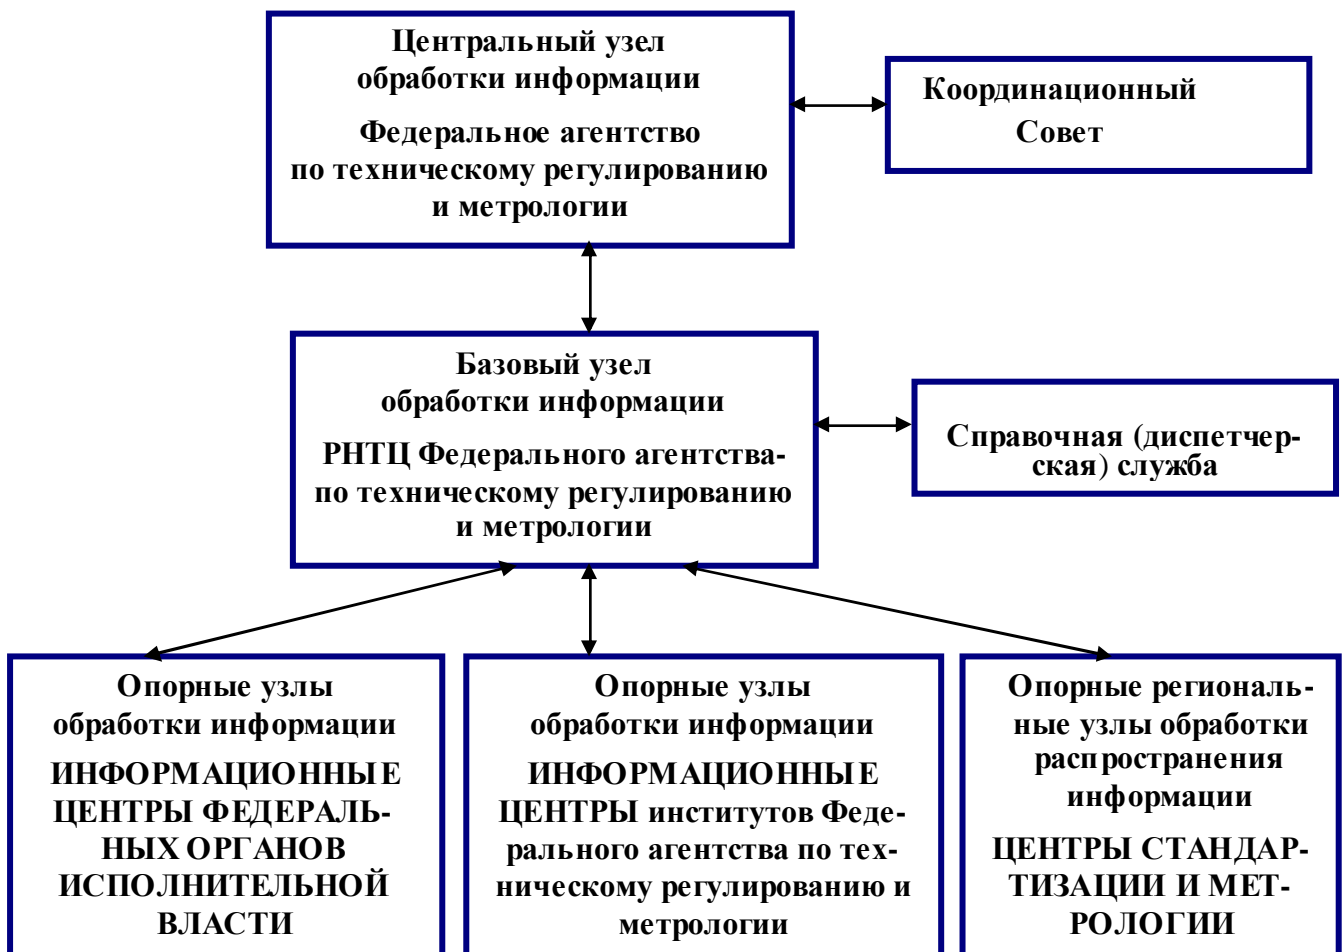 Центральный узел
обработки информации
Федеральное агентство
по техническому регулированию
и метрологии
Координационный
Совет
Базовый узел
обработки информации
РНТЦ Федерального агентства-
по техническому регулированию
и метрологии
Справочная (диспетчер-
ская) служба
Опорные узлы
обработки информации
ИНФОРМАЦИОННЫЕ
ЦЕНТРЫ ФЕДЕРАЛЬ-
НЫХ ОРГАНОВ
ИСПОЛНИТЕЛЬНОЙ
ВЛАСТИ
Опорные узлы
обработки информации
ИНФОРМАЦИОННЫЕ
ЦЕНТРЫ институтов Феде-
рального агентства по тех-
ническому регулированию и
метрологии
Опорные региональ-
ные узлы обработки
распространения
информации
ЦЕНТРЫ СТАНДАР-
ТИЗАЦИИ И МЕТ-
РОЛОГИИ